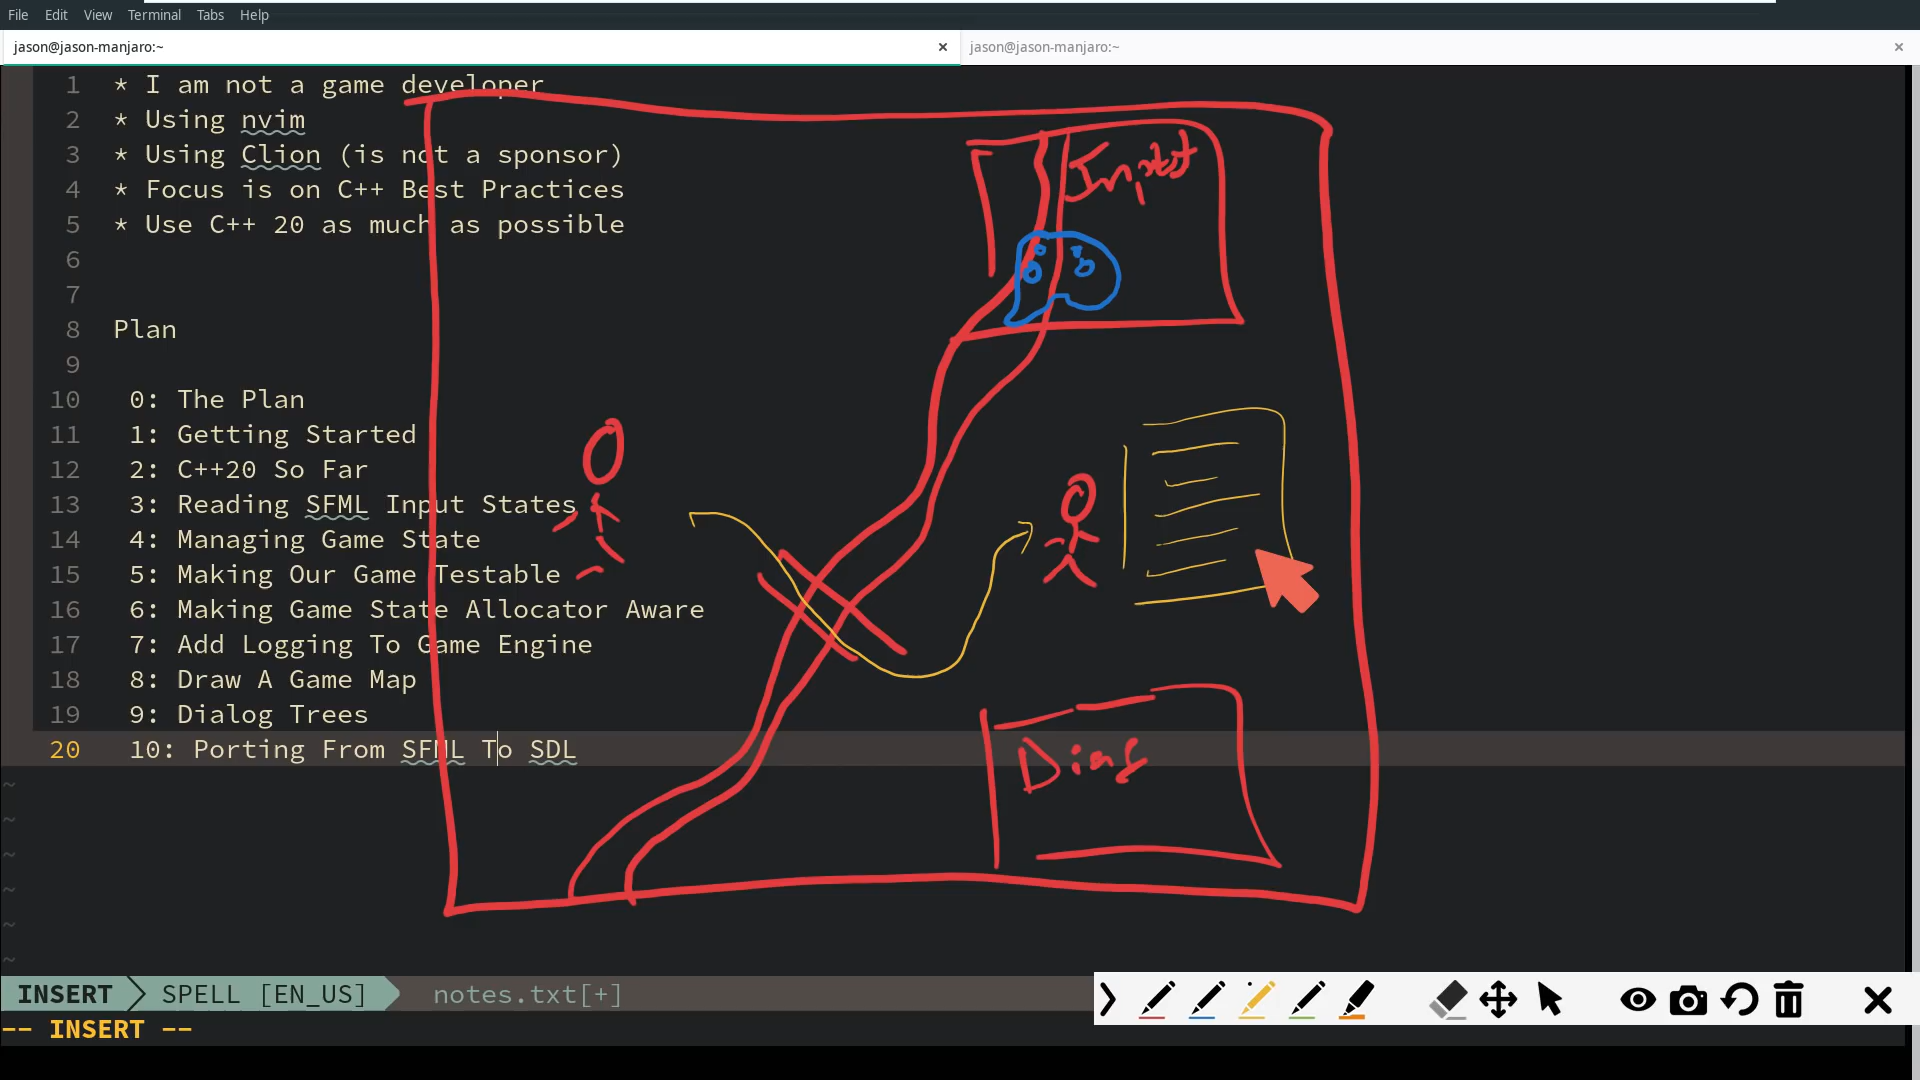 File Edit View Terminal Tabs Help
jason@jason-manjaro:~ × jason@jason-manjaro:~ ×
1 * I am not a game developer
2 * Using nvim
3 * Using Clion (is not a sponsor)
4 * Focus is on C++ Best Practices
5 * Use C++ 20 as much as possible
6
7
8 Plan
9
10 0: The Plan
11 1: Getting Started
12 2: C++20 So Far
13 3: Reading SFML Input States
14 4: Managing Game State
15 5: Making Our Game Testable
16 6: Making Game State Allocator Aware
17 7: Add Logging To Game Engine
18 8: Draw A Game Map
19 9: Dialog Trees
20 10: Porting From SFML To SDL
~
~
~
~
~
~
INSERT SPELL [EN_US] notes.txt[+]
-- INSERT --